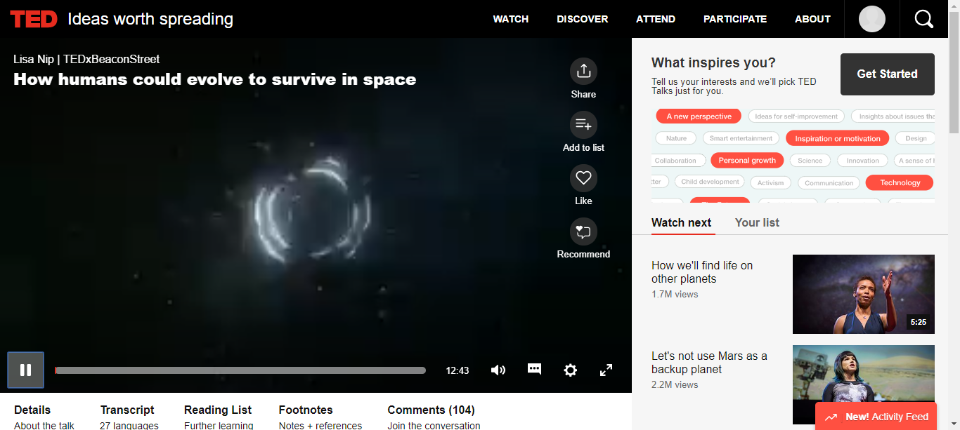 TED Ideas worth spreading
WATCH DISCOVER ATTEND PARTICIPATE ABOUT
Lisa Nip | TEDxBeaconStreet
How humans could evolve to survive in space
Share
Add to list
Like
Recommend
12:43
Details
About the talk
Transcript
27 languages
Reading List
Further learning
Footnotes
Notes + references
Comments (104)
Join the conversation
What inspires you?
Tell us your interests and we'll pick TED
Talks just for you.
Get Started
A new perspective Ideas for self-improvement Insights about issues tha
Nature Smart entertainment Inspiration or motivation Design
Collaboration Personal growth Science Innovation A sense of
Child development Activism Communication Technology
Watch next Your list
How we'll find life on
other planets
1.7M views
5:25
Let's not use Mars as a
backup planet
2.2M views
New! Activity Feed